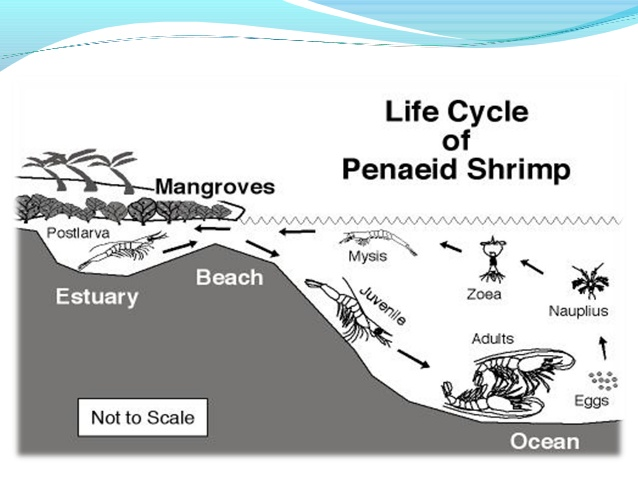 Life Cycle
of
Penaeid Shrimp
Mangroves
Postlarva
Mysis
Beach
Estuary
Zoea
Juvenile
Nauplius
Adults
Eggs
Not to Scale
Ocean